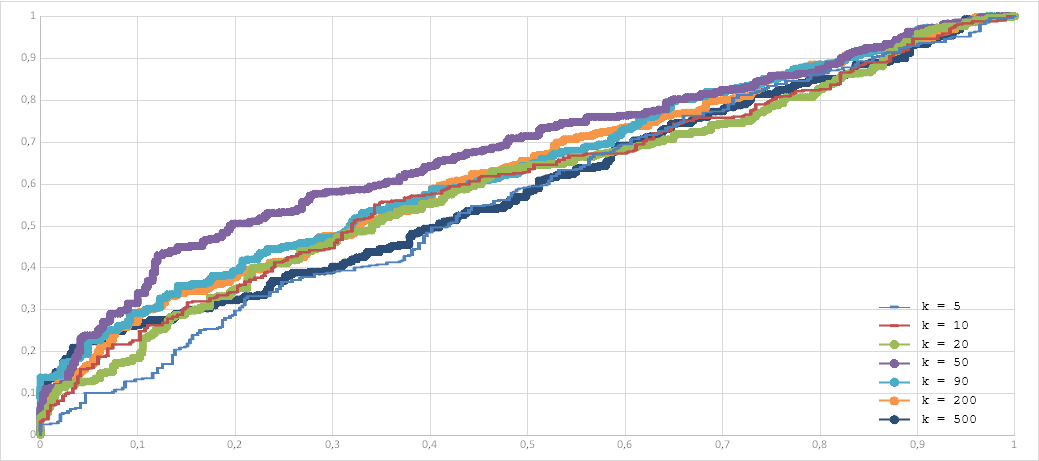 1
0,9
0,8
0,7
0,6
0,5
0,4
0,3
0,2
0,1
0
0 0,1 0,2 0,3 0,4 0,5 0,6 0,7 0,8 0,9 1
k = 5
k = 10
k = 20
k = 50
k = 90
k = 200
k = 500